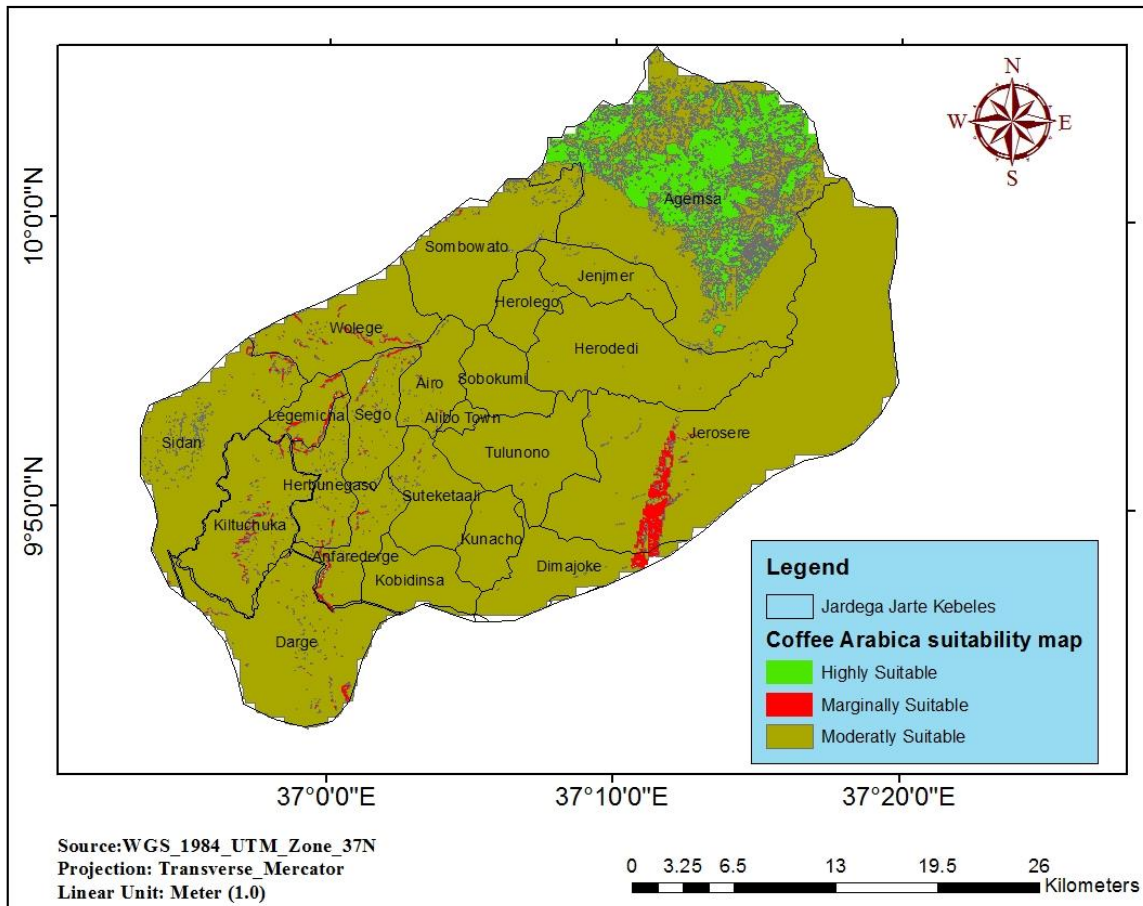 N
W E
S
10°0'0"N
9°50'0"N
Agemsa
Sombowato
Jenjmer
Herolego
Wolege
Herodedi
Airo
Sobokumi
Legemicha
Sego
Alibo Town
Jerosere
Sidan
Tulunono
Herbunegaso
Suteketaali
Kiltuchuka
Kunacho
Anfarederge
Dimajoke
Kobidinsa
Darge
Legend
Jardega Jarte Kebeles
Coffee Arabica suitability map
Highly Suitable
Marginally Suitable
Moderatly Suitable
37°0'0"E 37°10'0"E 37°20'0"E
Source:WGS_1984_UTM_Zone_37N
Projection: Transverse_Mercator
Linear Unit: Meter (1.0)
0 3.25 6.5 13 19.5 26
Kilometers